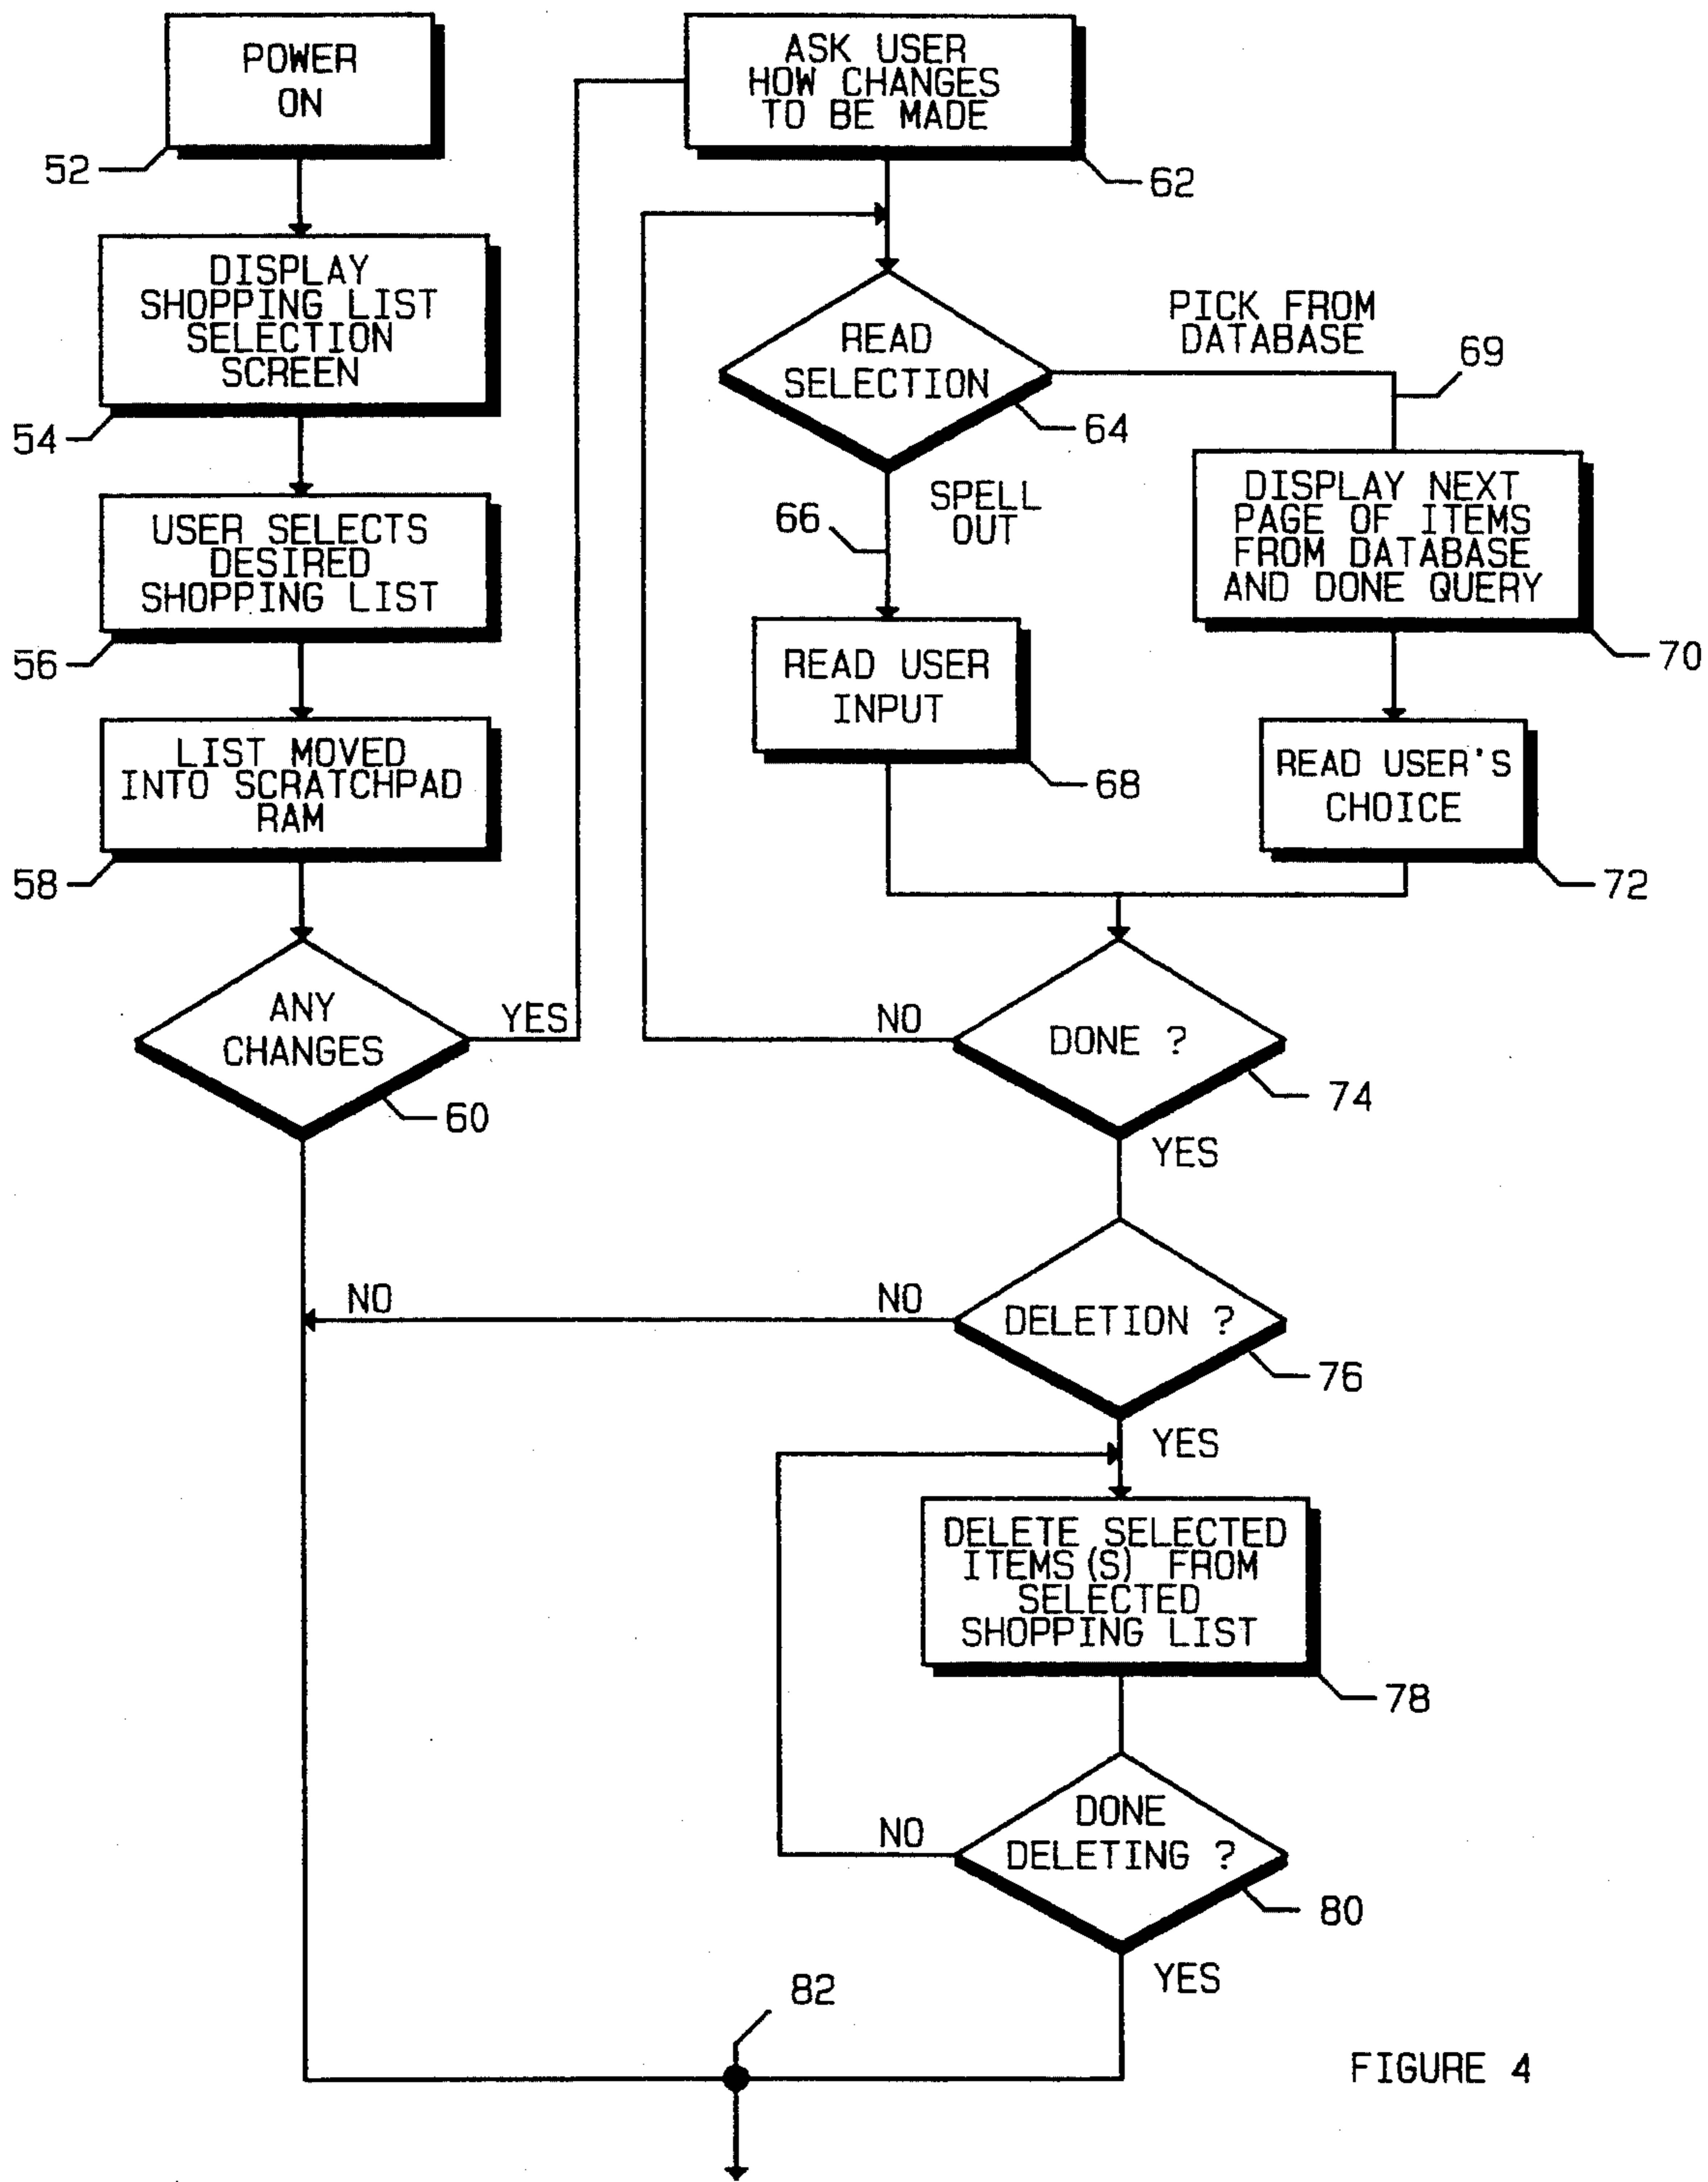 POWER
ON
52
DISPLAY
SHOPPING LIST
SELECTION
SCREEN
54
USER SELECTS
DESIRED
SHOPPING LIST
56
LIST MOVED
INTO SCRATCHPAD
RAM
58
ANY
CHANGES
YES
60
NO
ASK USER
HOW CHANGES
TO BE MADE
62
READ
SELECTION
64
PICK FROM
DATABASE
69
66
SPELL
OUT
DISPLAY NEXT
PAGE OF ITEMS
FROM DATABASE
AND DONE QUERY
70
READ USER
INPUT
68
READ USER'S
CHOICE
72
NO
DONE ?
74
YES
NO
DELETION ?
76
YES
DELETE SELECTED
ITEMS(S) FROM
SELECTED
SHOPPING LIST
78
NO
DONE
DELETING ?
80
YES
82
FIGURE 4